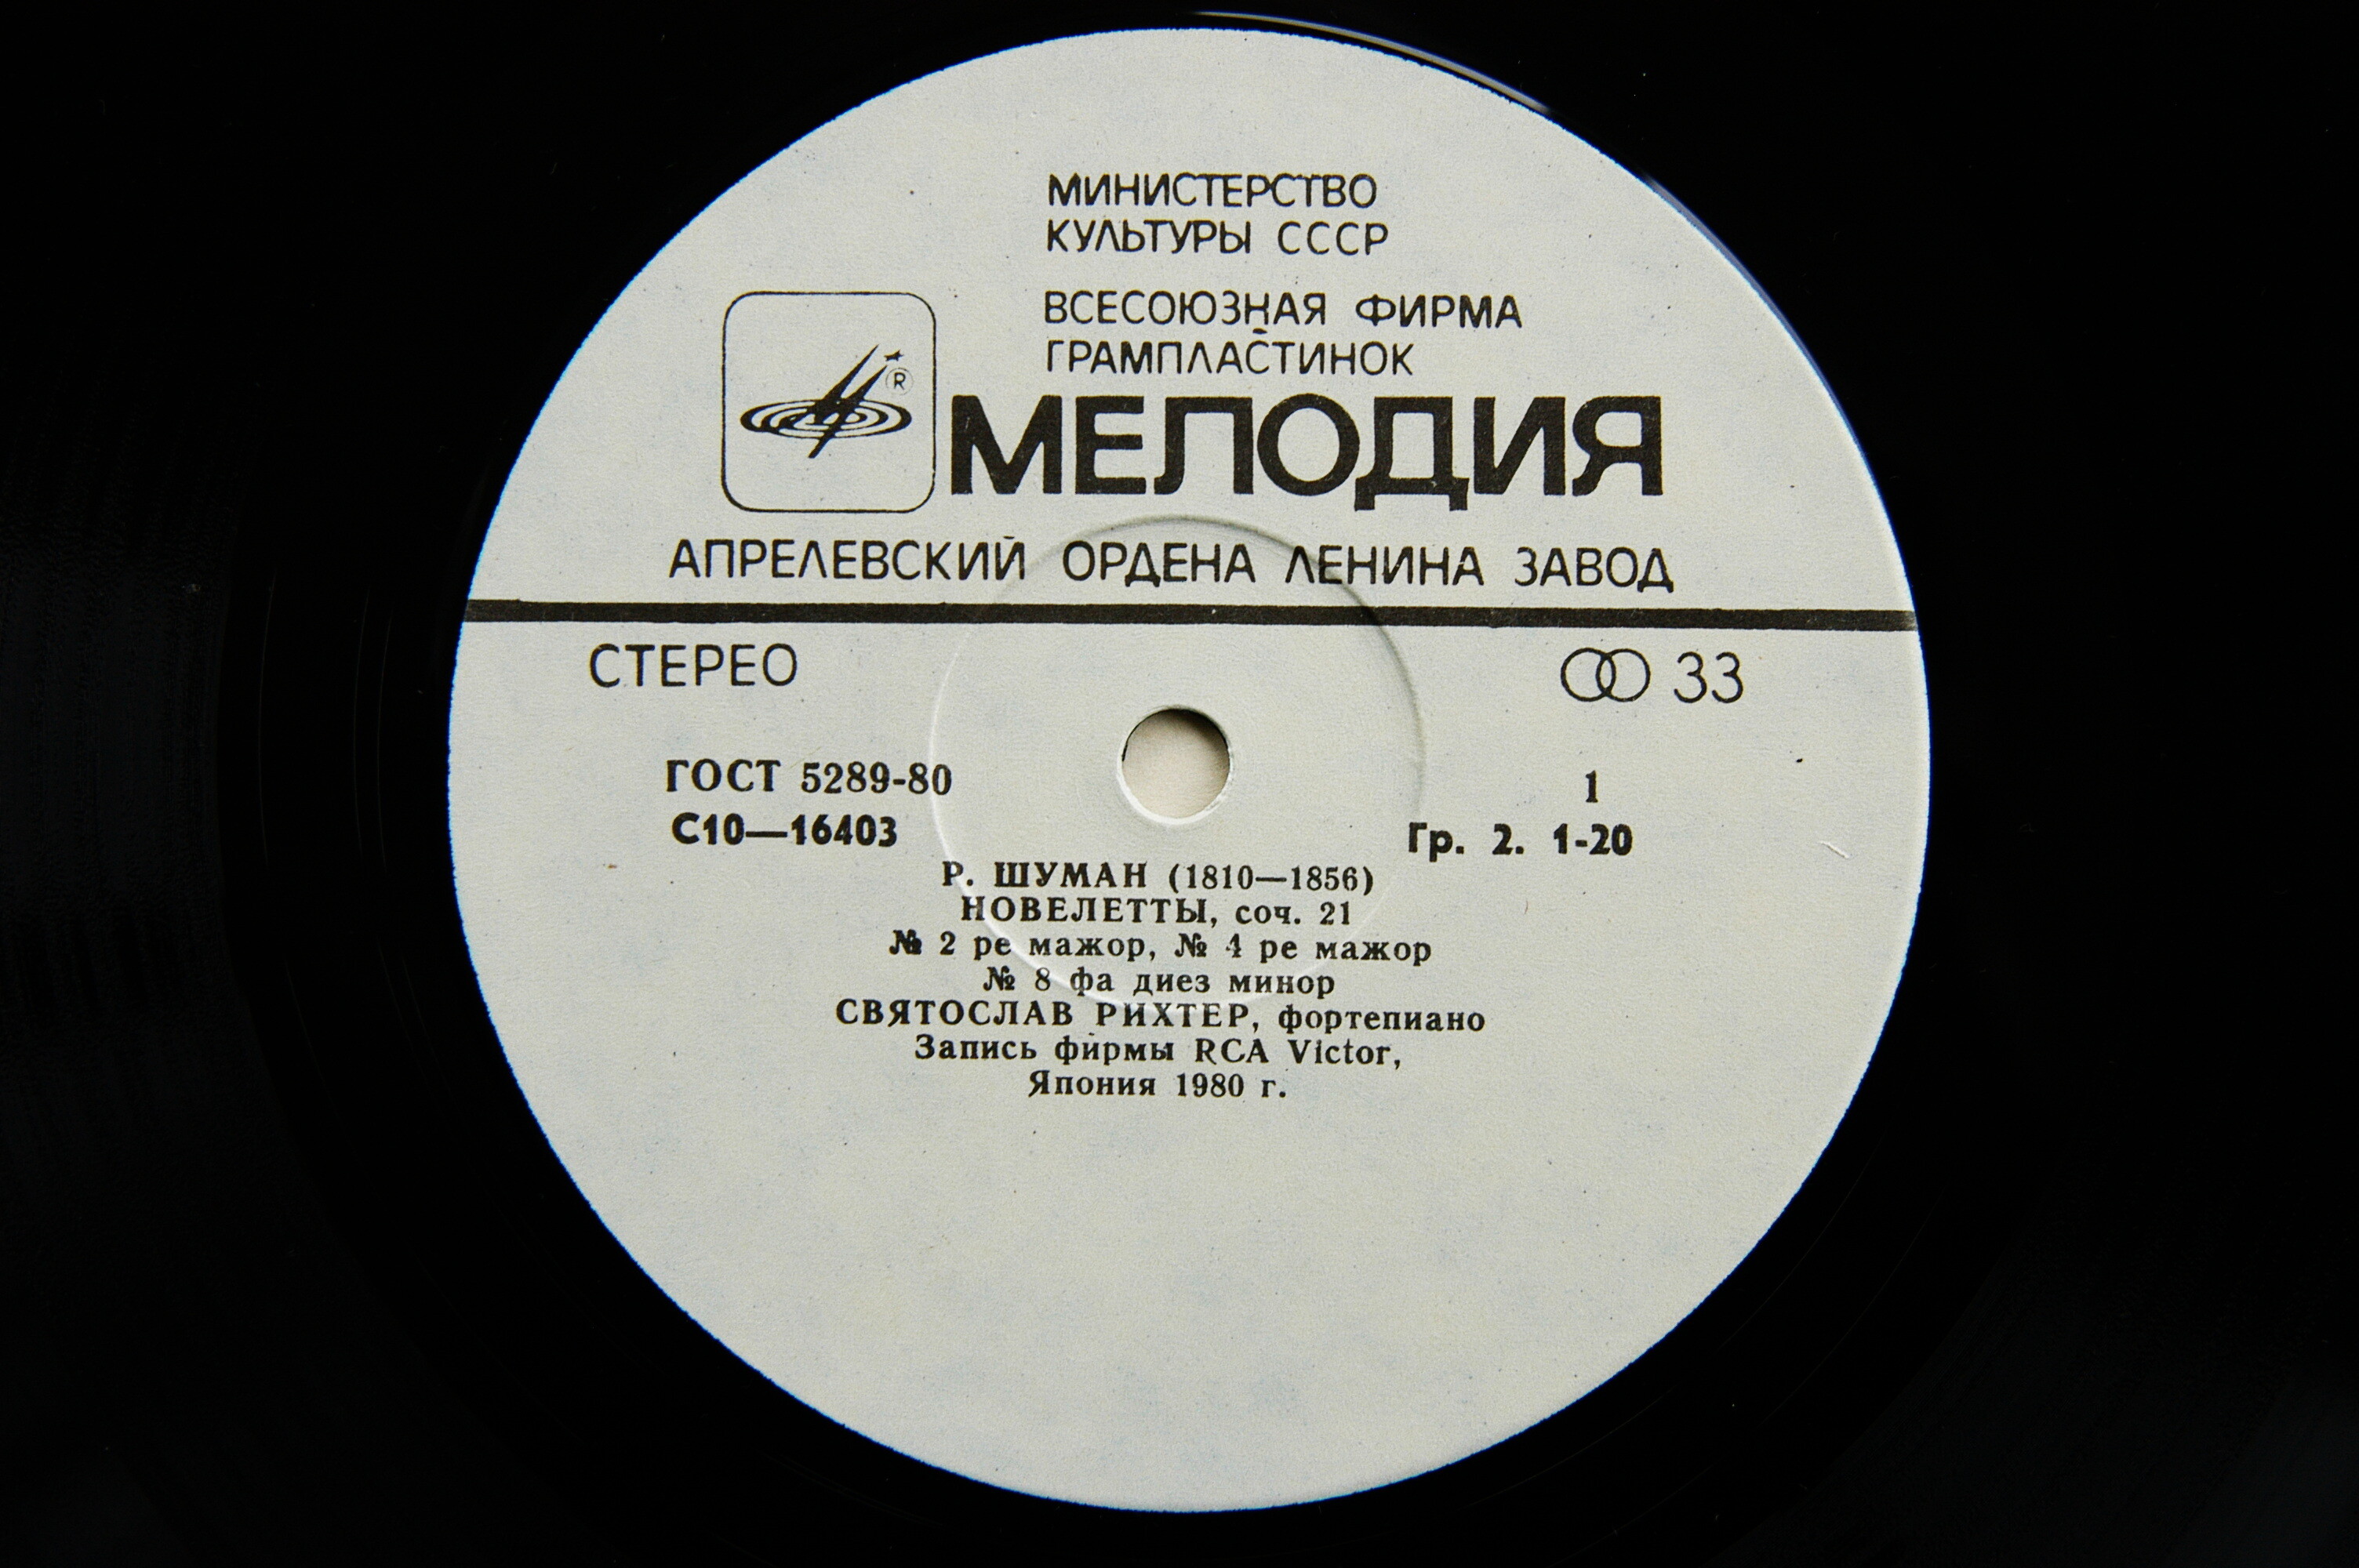 МИНИСТЕРСТВО
КУЛЬТУРЫ СССР
ВСЕСОЮЗНАЯ ФИРМА
ГРАМПЛАСТИНОК
®
МЕЛОДИЯ
АПРЕЛЕВСКИЙ ОРДЕНА ЛЕНИНА ЗАВОД
СТЕРЕО 33
ГОСТ 5289-80 1
С10—16403 Гр. 2. 1-20
Р. ШУМАН (1810—1856)
НОВЕЛЕТТЫ, соч. 21
№ 2 ре мажор, № 4 ре мажор
№ 8 фа диез минор
СВЯТОСЛАВ РИХТЕР, фортепиано
Запись фирмы RCA Victor,
Япония 1980 г.